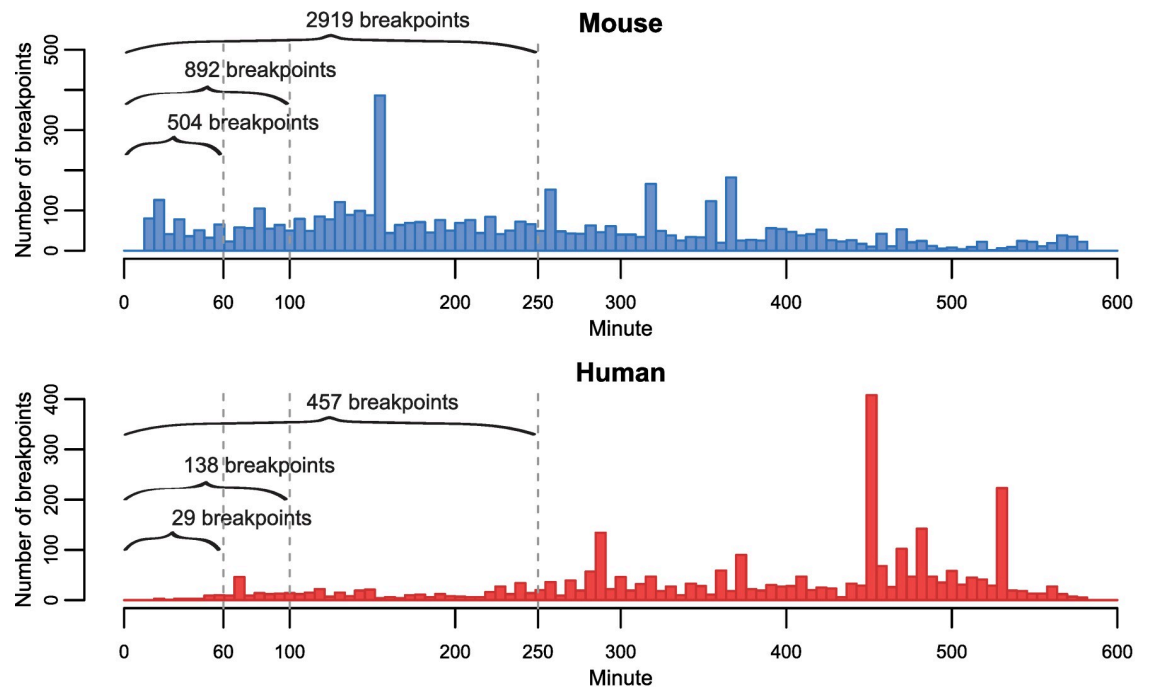 Mouse
2919 breakpoints
892 breakpoints
504 breakpoints
Number of breakpoints
500
300
100
0
0 60 100 200 250 300 400 500 600
Minute
Human
457 breakpoints
138 breakpoints
29 breakpoints
Number of breakpoints
400
300
200
100
0
0 60 100 200 250 300 400 500 600
Minute